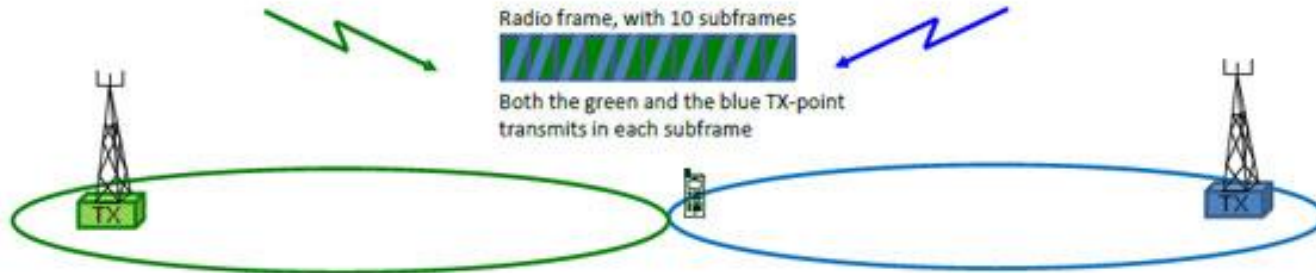 Radio frame, with 10 subframes
Both the green and the blue TX-point
transmits in each subframe
TX
TX